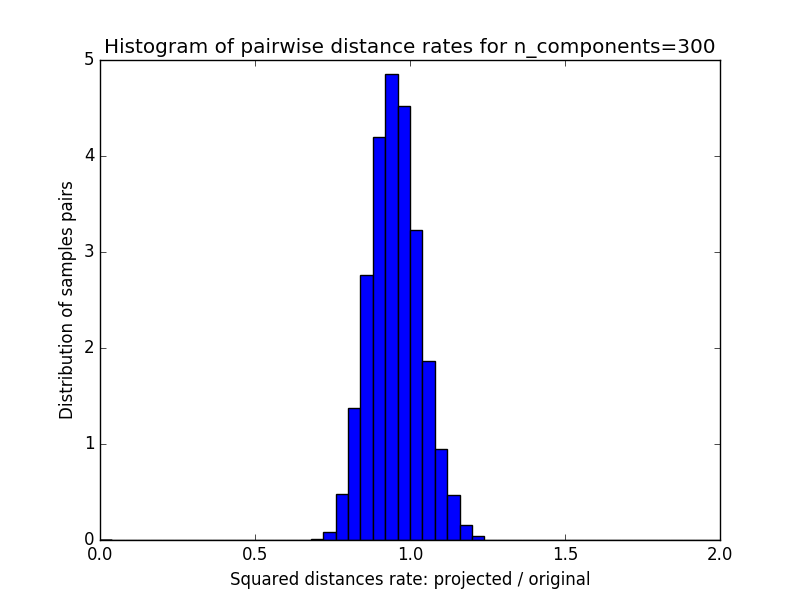 Histogram of pairwise distance rates for n_components=300
5
4
3
2
1
0
Distribution of samples pairs
0.0 0.5 1.0 1.5 2.0
Squared distances rate: projected / original